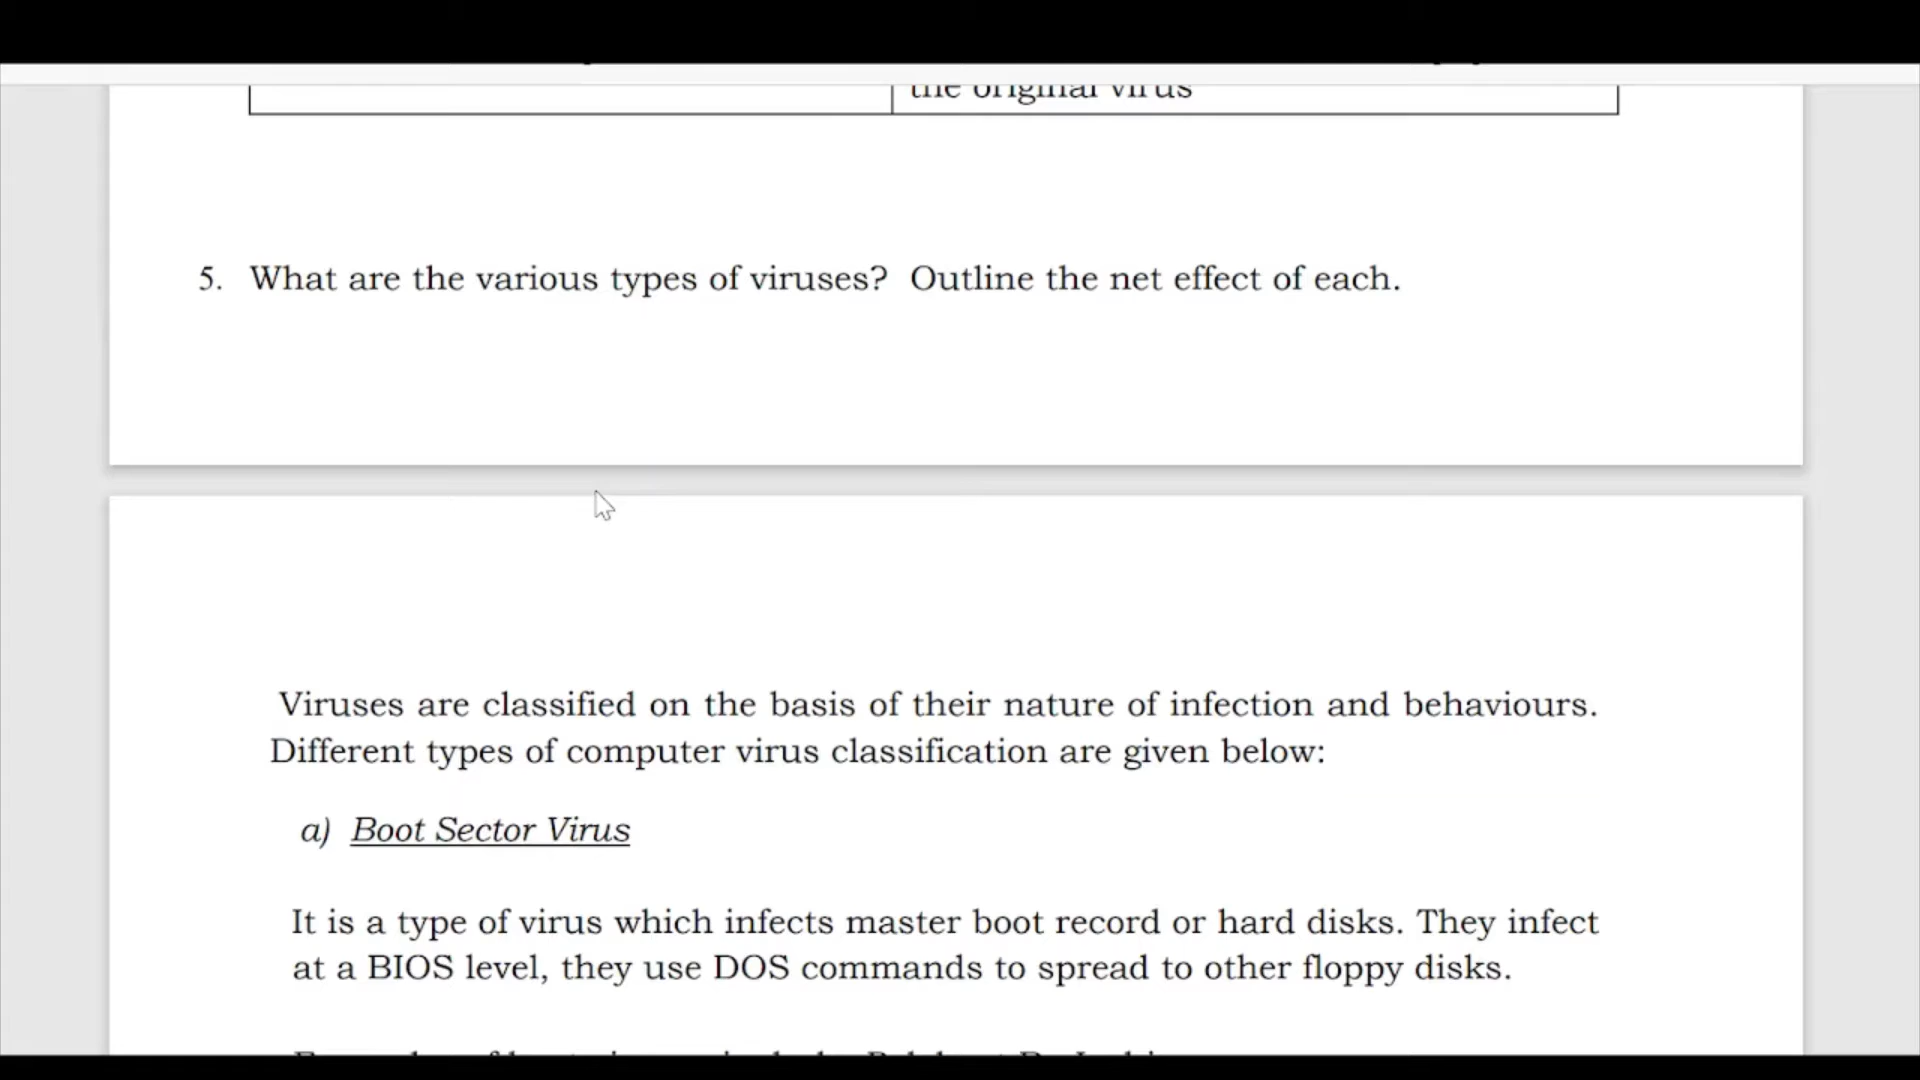 the original virus
5. What are the various types of viruses? Outline the net effect of each.
Viruses are classified on the basis of their nature of infection and behaviours.
Different types of computer virus classification are given below:
a) Boot Sector Virus
It is a type of virus which infects master boot record or hard disks. They infect
at a BIOS level, they use DOS commands to spread to other floppy disks.